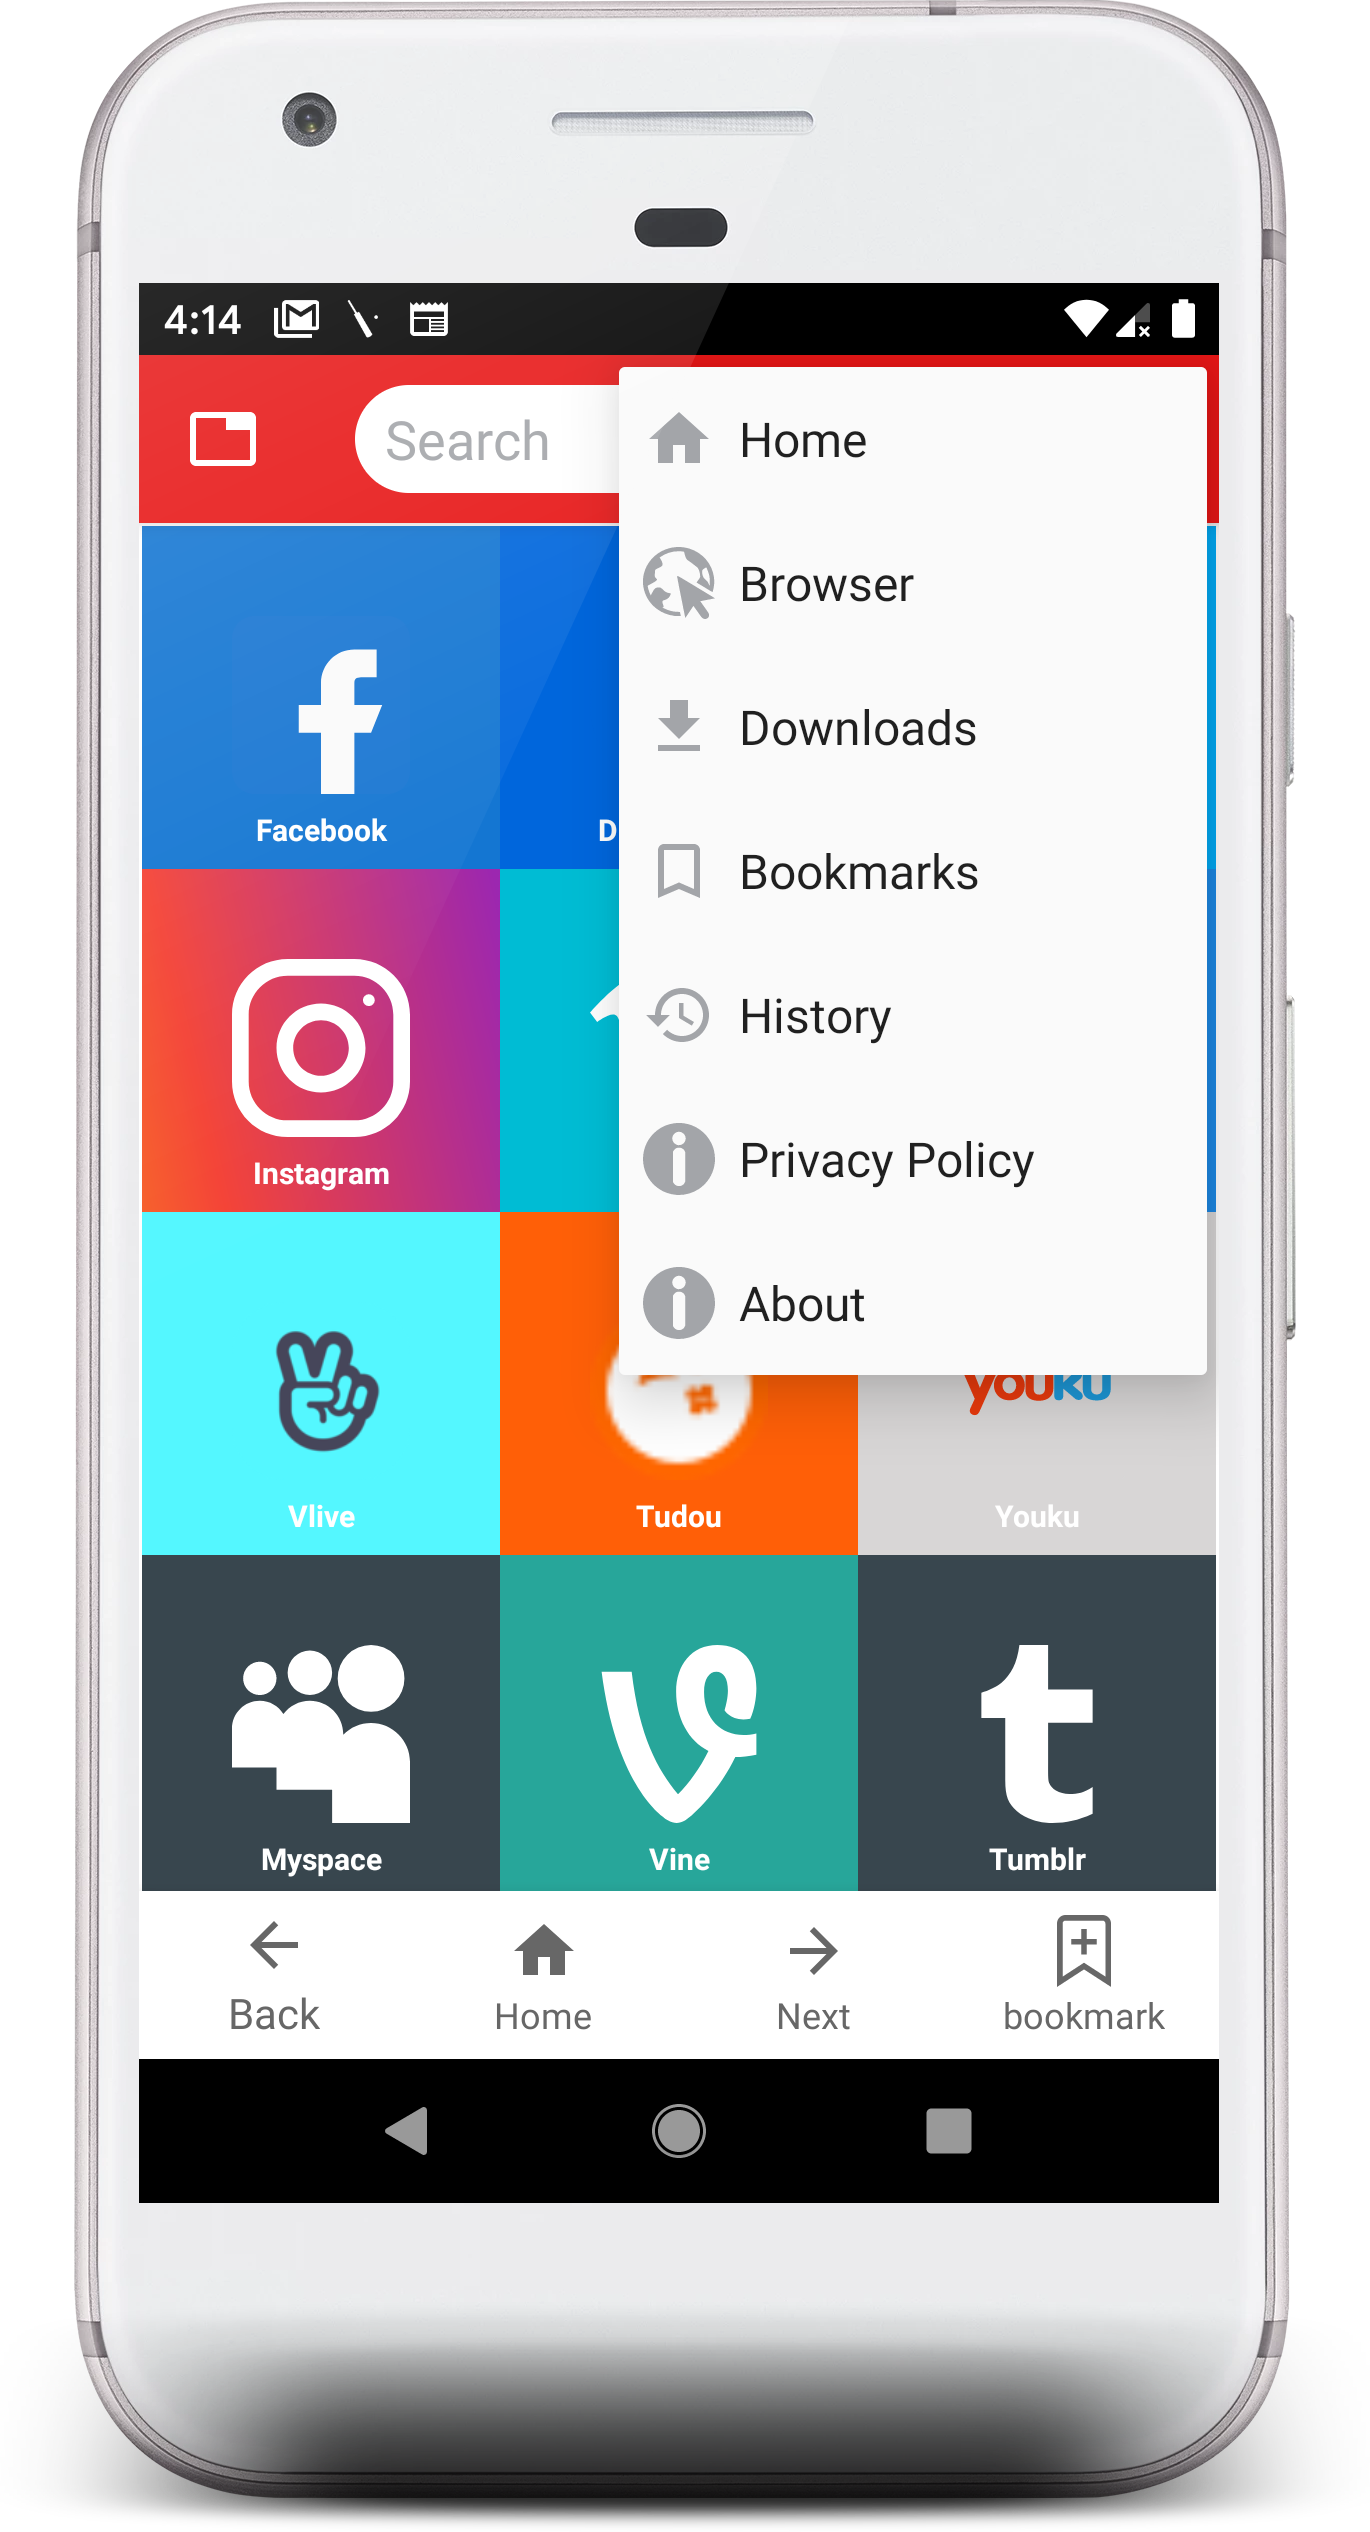 4:14
Search
Home
Browser
Downloads
Bookmarks
History
Privacy Policy
About
Facebook
Instagram
youku
Vlive
Tudou
Youku
Myspace
Vine
Tumblr
Back
Home
Next
bookmark